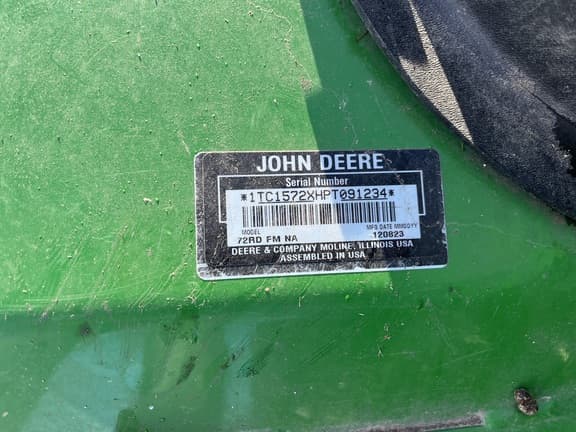 JOHN DEERE
Serial Number
*1TC1572XHPT091234*
MODEL MFG DATE MMDDYY
72RD FM NA 120823
DEERE & COMPANY MOLINE, ILLINOIS USA
ASSEMBLED IN USA